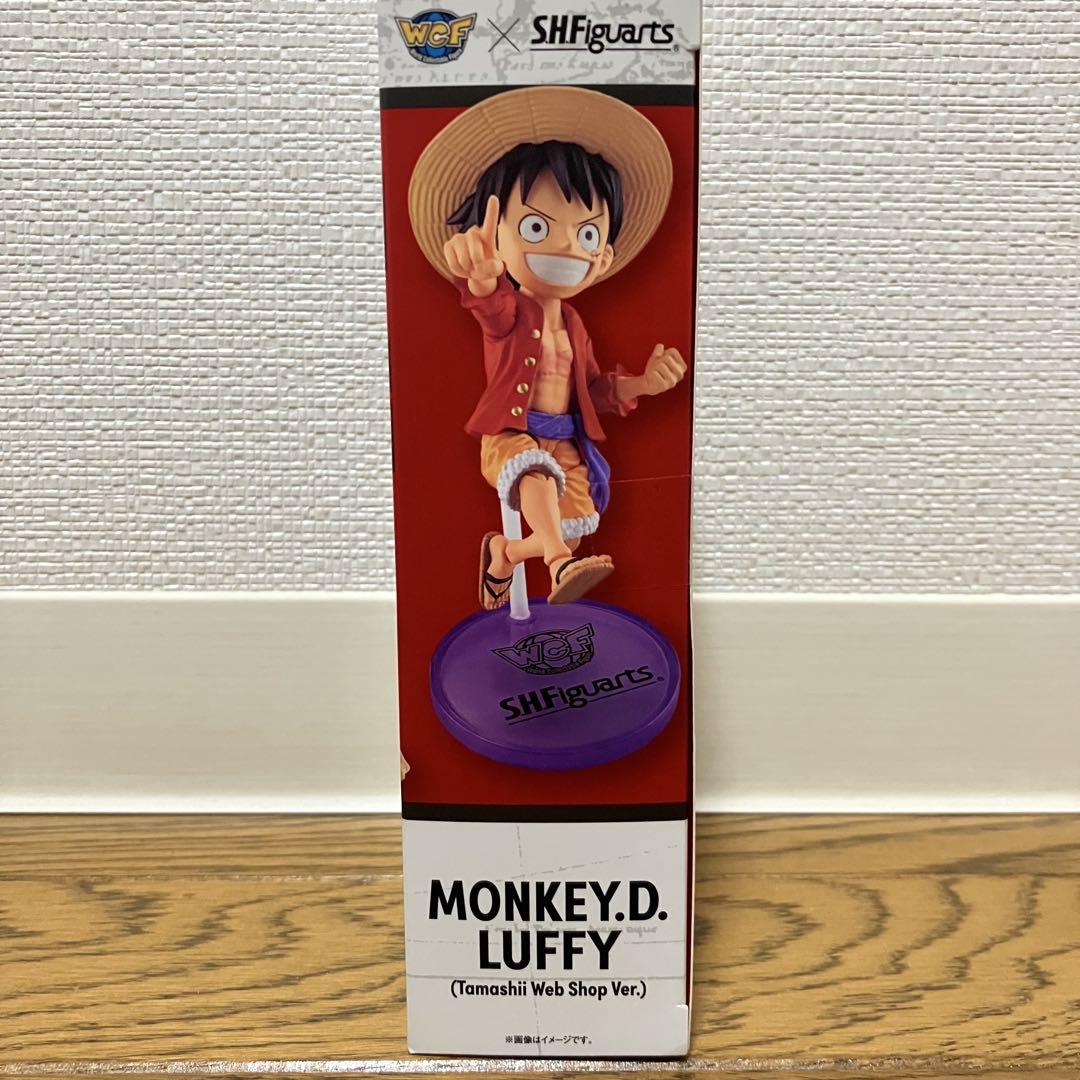 WCF × S.H.Figuarts®
WCF
S.H.Figuarts®
MONKEY.D.
LUFFY
(Tamashii Web Shop Ver.)
※画像はイメージです。